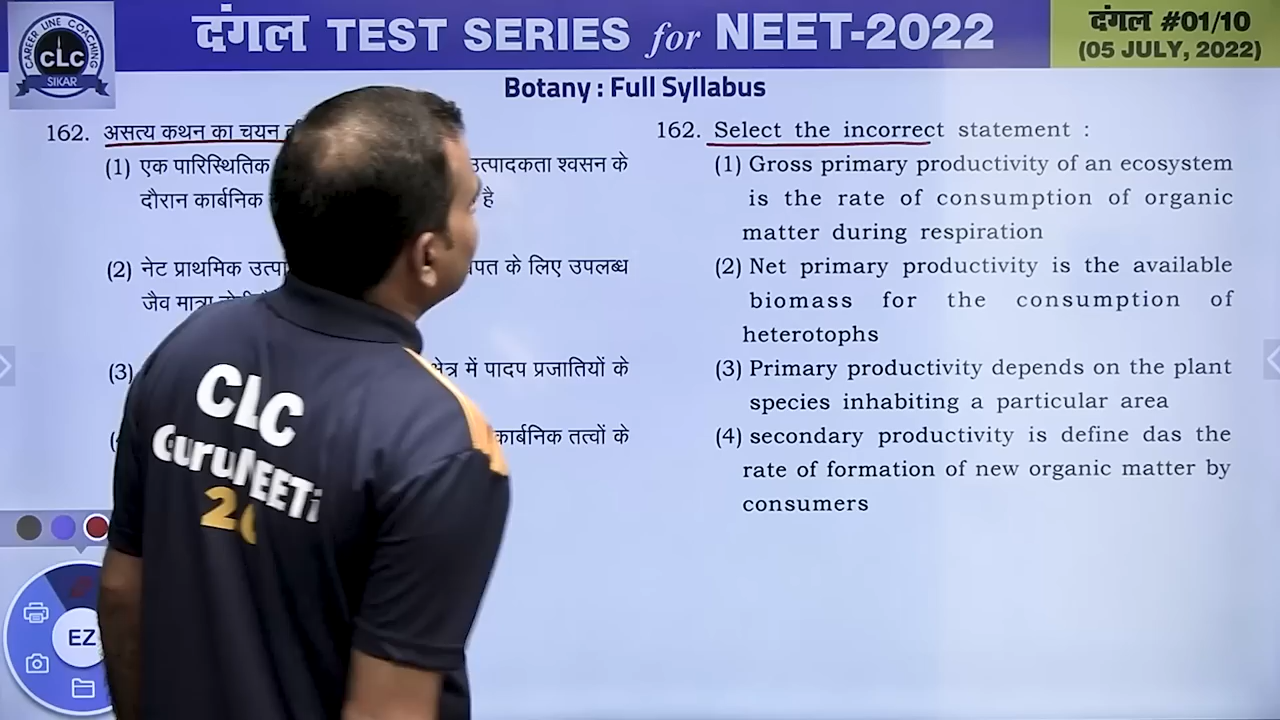 CAREER LINE COACHING
CLC
SIKAR
दंगल TEST SERIES for NEET-2022
दंगल #01/10
(05 JULY, 2022)
Botany : Full Syllabus
162. असत्य कथन का चयन
(1) एक पारिस्थितिक उत्पादकता श्वसन के
दौरान कार्बनिक है
(2) नेट प्राथमिक के लिए उपलब्ध
जैव मात्रा
(3) में पादप प्रजातियों के
कार्बनिक तत्वों के
162. Select the incorrect statement :
(1) Gross primary productivity of an ecosystem
is the rate of consumption of organic
matter during respiration
(2) Net primary productivity is the available
biomass for the consumption of
heterotophs
(3) Primary productivity depends on the plant
species inhabiting a particular area
(4) secondary productivity is define das the
rate of formation of new organic matter by
consumers
CLC
GuruNEETi
EZ